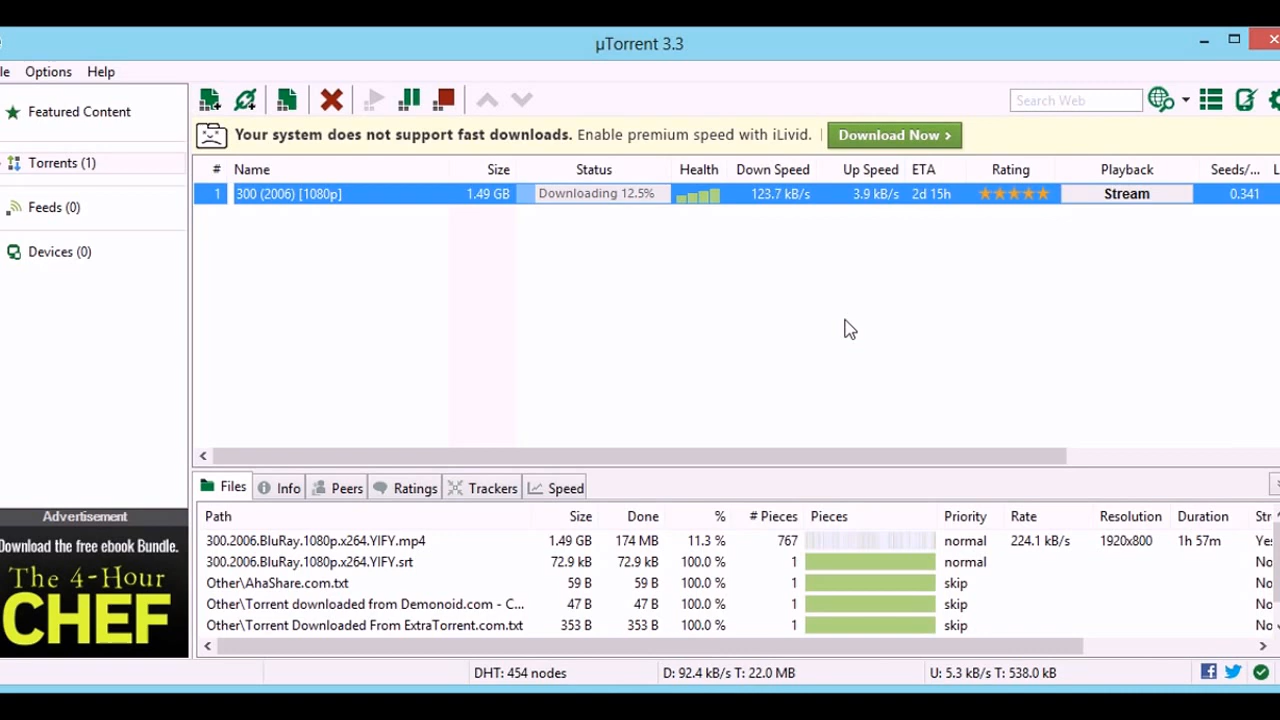 µTorrent 3.3
Options Help
Featured Content
Torrents (1)
Feeds (0)
Devices (0)
Search Web
Your system does not support fast downloads. Enable premium speed with iLivid. | Download Now >
# Name Size Status Health Down Speed Up Speed ETA Rating Playback Seeds/...
1 300 (2006) [1080p] 1.49 GB Downloading 12.5% 123.7 kB/s 3.9 kB/s 2d 15h Stream 0.341
Files Info Peers Ratings Trackers Speed
Path Size Done % # Pieces Pieces Priority Rate Resolution Duration Str
300.2006.BluRay.1080p.x264.YIFY.mp4 1.49 GB 174 MB 11.3 % 767 normal 224.1 kB/s 1920x800 1h 57m Yes
300.2006.BluRay.1080p.x264.YIFY.srt 72.9 kB 72.9 kB 100.0 % 1 normal No
Other\AhaShare.com.txt 59 B 59 B 100.0 % 1 skip No
Other\Torrent downloaded from Demonoid.com - C... 47 B 47 B 100.0 % 1 skip No
Other\Torrent Downloaded From ExtraTorrent.com.txt 353 B 353 B 100.0 % 1 skip No
Advertisement
Download the free ebook Bundle.
The 4-Hour
CHEF
DHT: 454 nodes D: 92.4 kB/s T: 22.0 MB U: 5.3 kB/s T: 538.0 kB